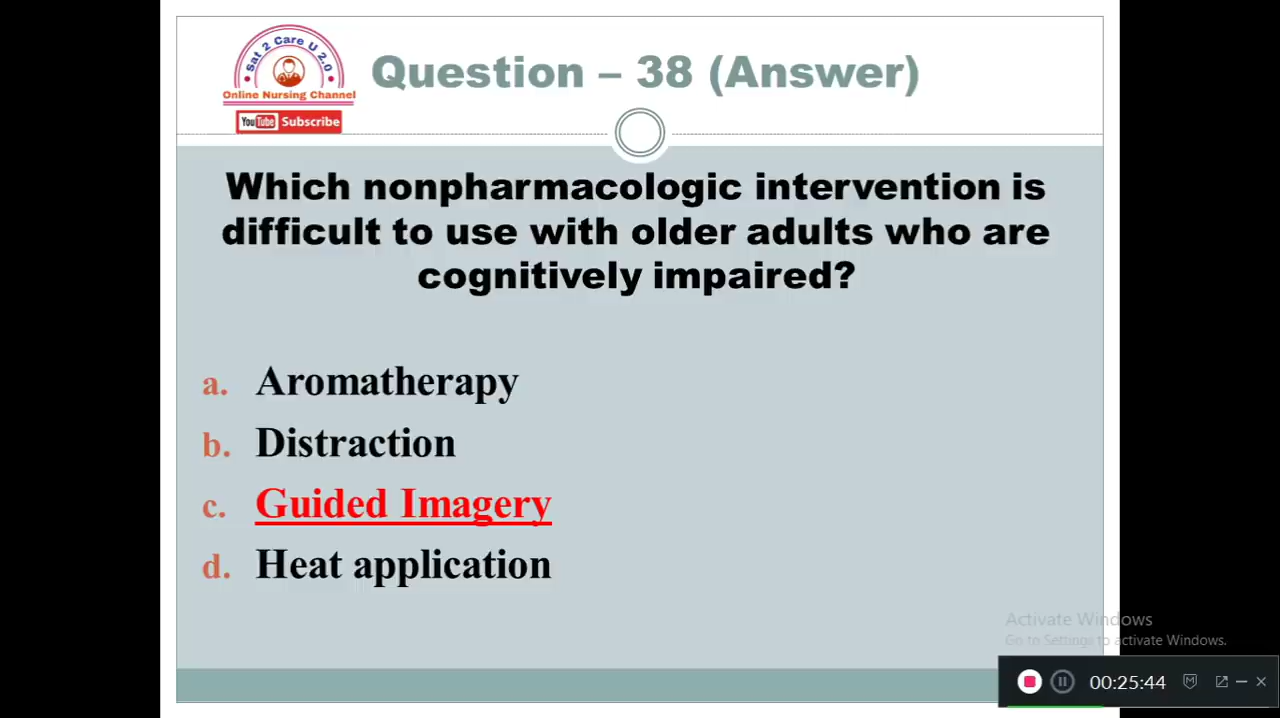 Sat 2 Care U 2.0
Question – 38 (Answer)
Online Nursing Channel
YouTube Subscribe
Which nonpharmacologic intervention is
difficult to use with older adults who are
cognitively impaired?
a. Aromatherapy
b. Distraction
c. Guided Imagery
d. Heat application
Activate Windows
Go to Settings to activate Windows.
00:25:44